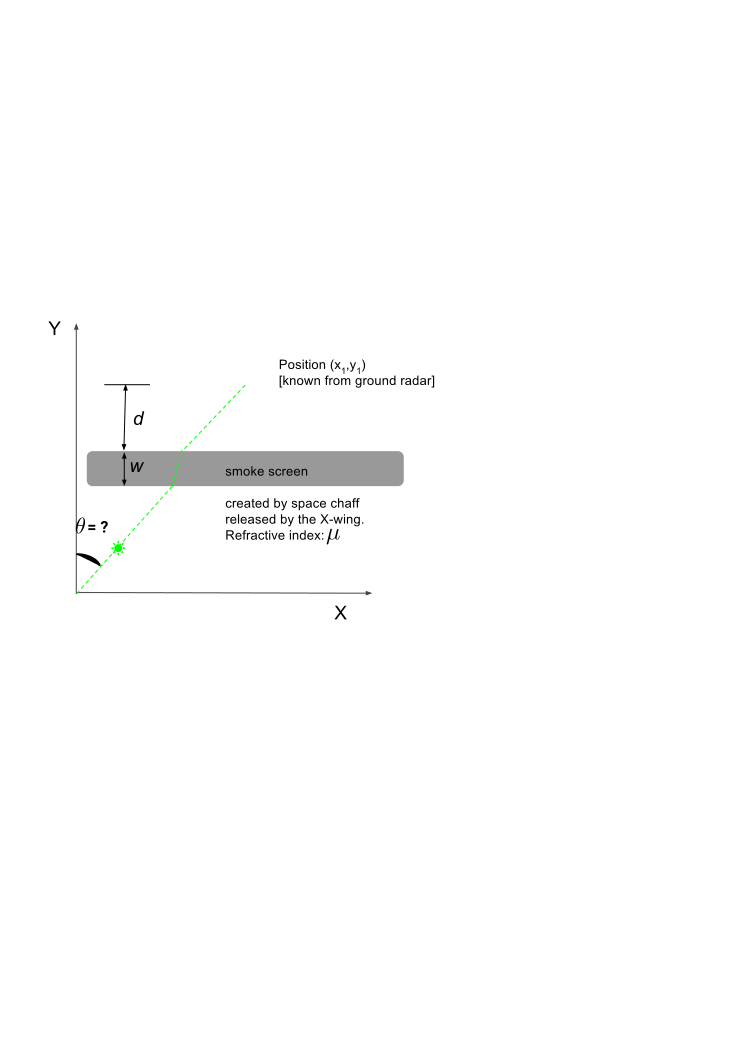 Y
Position (x1,y1)
[known from ground radar]
d
w
smoke screen
created by space chaff
released by the X-wing.
Refractive index: μ
θ = ?
X